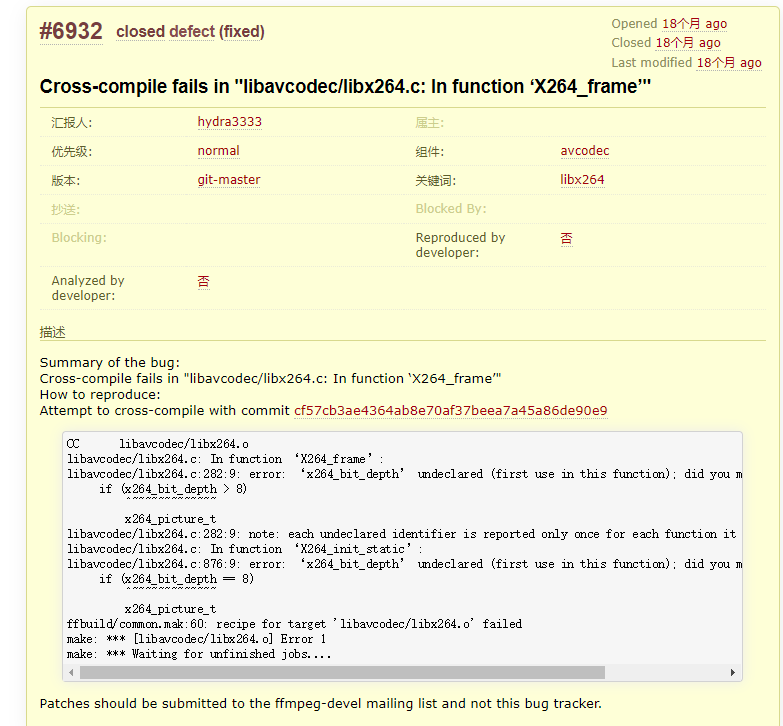 #6932 closed defect (fixed)
Opened 18个月 ago
Closed 18个月 ago
Last modified 18个月 ago
Cross-compile fails in "libavcodec/libx264.c: In function ‘X264_frame’"
汇报人: hydra3333 属主:
优先级: normal 组件: avcodec
版本: git-master 关键词: libx264
抄送: Blocked By:
Blocking: Reproduced by developer: 否
Analyzed by developer: 否
描述
Summary of the bug:
Cross-compile fails in "libavcodec/libx264.c: In function ‘X264_frame’"
How to reproduce:
Attempt to cross-compile with commit cf57cb3ae4364ab8e70af37beea7a45a86de90e9
CC libavcodec/libx264.o
libavcodec/libx264.c: In function ‘X264_frame’:
libavcodec/libx264.c:282:9: error: ‘x264_bit_depth’ undeclared (first use in this function); did you m
if (x264_bit_depth > 8)
^~~~~~~~~~~~~~
x264_picture_t
libavcodec/libx264.c:282:9: note: each undeclared identifier is reported only once for each function it
libavcodec/libx264.c: In function ‘X264_init_static’:
libavcodec/libx264.c:876:9: error: ‘x264_bit_depth’ undeclared (first use in this function); did you m
if (x264_bit_depth == 8)
^~~~~~~~~~~~~~
x264_picture_t
ffbuild/common.mak:60: recipe for target 'libavcodec/libx264.o' failed
make: *** [libavcodec/libx264.o] Error 1
make: *** Waiting for unfinished jobs....
Patches should be submitted to the ffmpeg-devel mailing list and not this bug tracker.